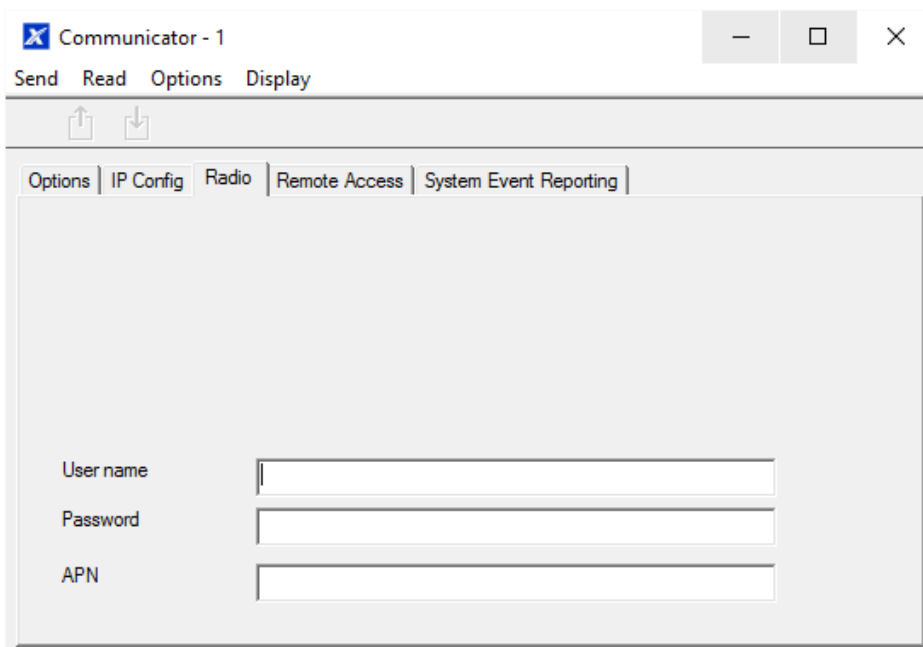 Communicator - 1
Send Read Options Display
Options IP Config Radio Remote Access System Event Reporting
User name
Password
APN